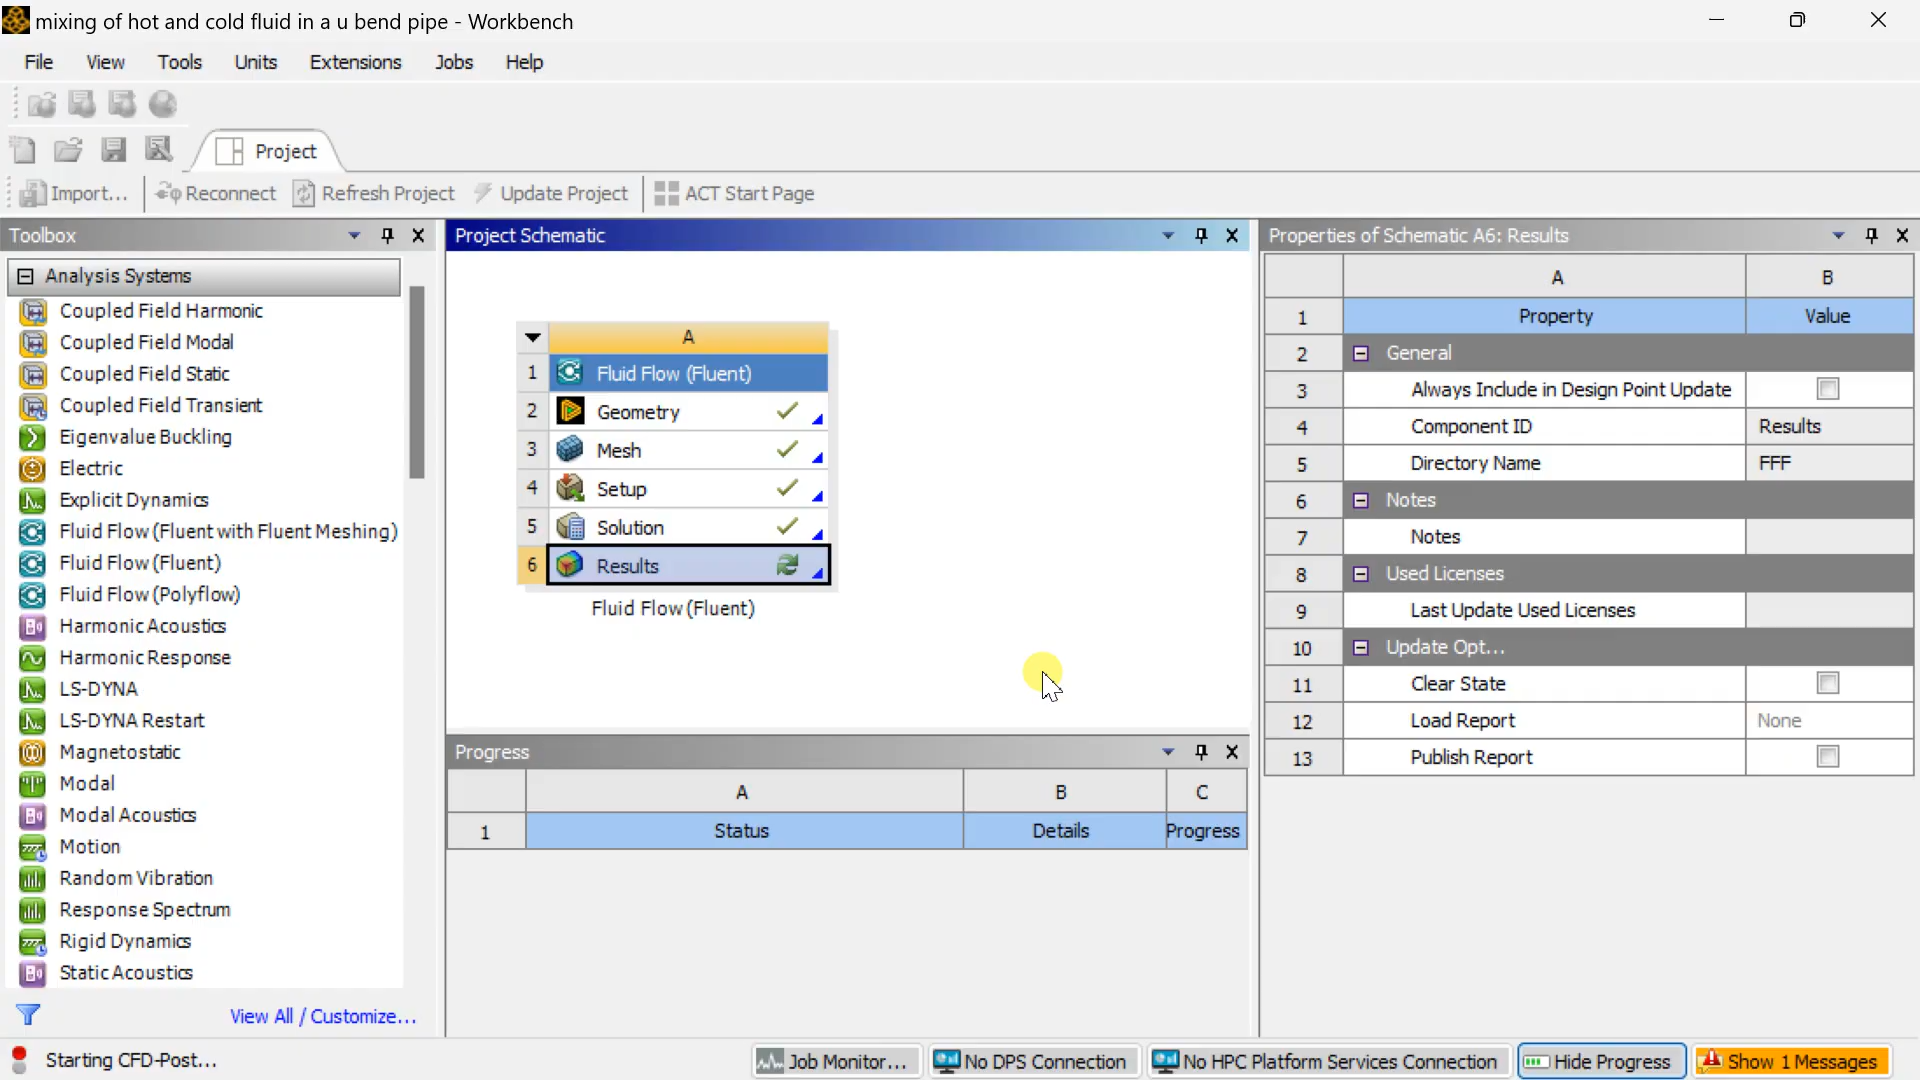 mixing of hot and cold fluid in a u bend pipe - Workbench
File View Tools Units Extensions Jobs Help
Project
Import... Reconnect Refresh Project Update Project ACT Start Page
Toolbox
Analysis Systems
Coupled Field Harmonic
Coupled Field Modal
Coupled Field Static
Coupled Field Transient
Eigenvalue Buckling
Electric
Explicit Dynamics
Fluid Flow (Fluent with Fluent Meshing)
Fluid Flow (Fluent)
Fluid Flow (Polyflow)
Harmonic Acoustics
Harmonic Response
LS-DYNA
LS-DYNA Restart
Magnetostatic
Modal
Modal Acoustics
Motion
Random Vibration
Response Spectrum
Rigid Dynamics
Static Acoustics
View All / Customize...
Project Schematic
A
1 Fluid Flow (Fluent)
2 Geometry
3 Mesh
4 Setup
5 Solution
6 Results
Fluid Flow (Fluent)
Progress
A B C
1 Status Details Progress
Properties of Schematic A6: Results
A B
1 Property Value
2 General
3 Always Include in Design Point Update
4 Component ID Results
5 Directory Name FFF
6 Notes
7 Notes
8 Used Licenses
9 Last Update Used Licenses
10 Update Opt...
11 Clear State
12 Load Report None
13 Publish Report
Starting CFD-Post... Job Monitor... No DPS Connection No HPC Platform Services Connection Hide Progress Show 1 Messages